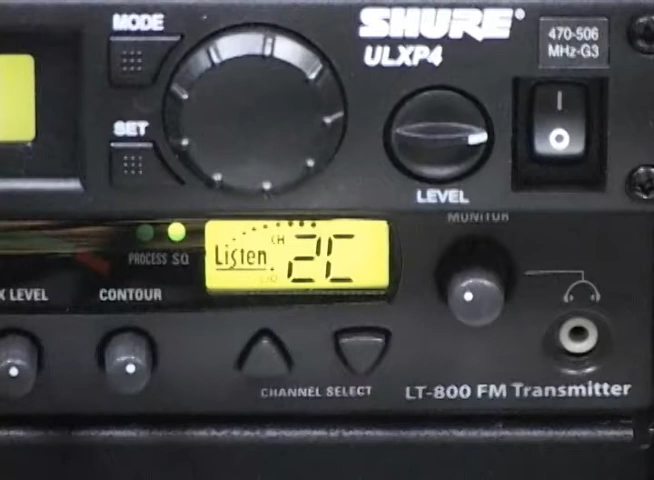 MODE
SHURE®
ULXP4
470-506
MHz-G3
SET
LEVEL
MONITOR
Listen
CH
2C
PROCESS SQ
LEVEL
CONTOUR
CHANNEL SELECT
LT-800 FM Transmitter